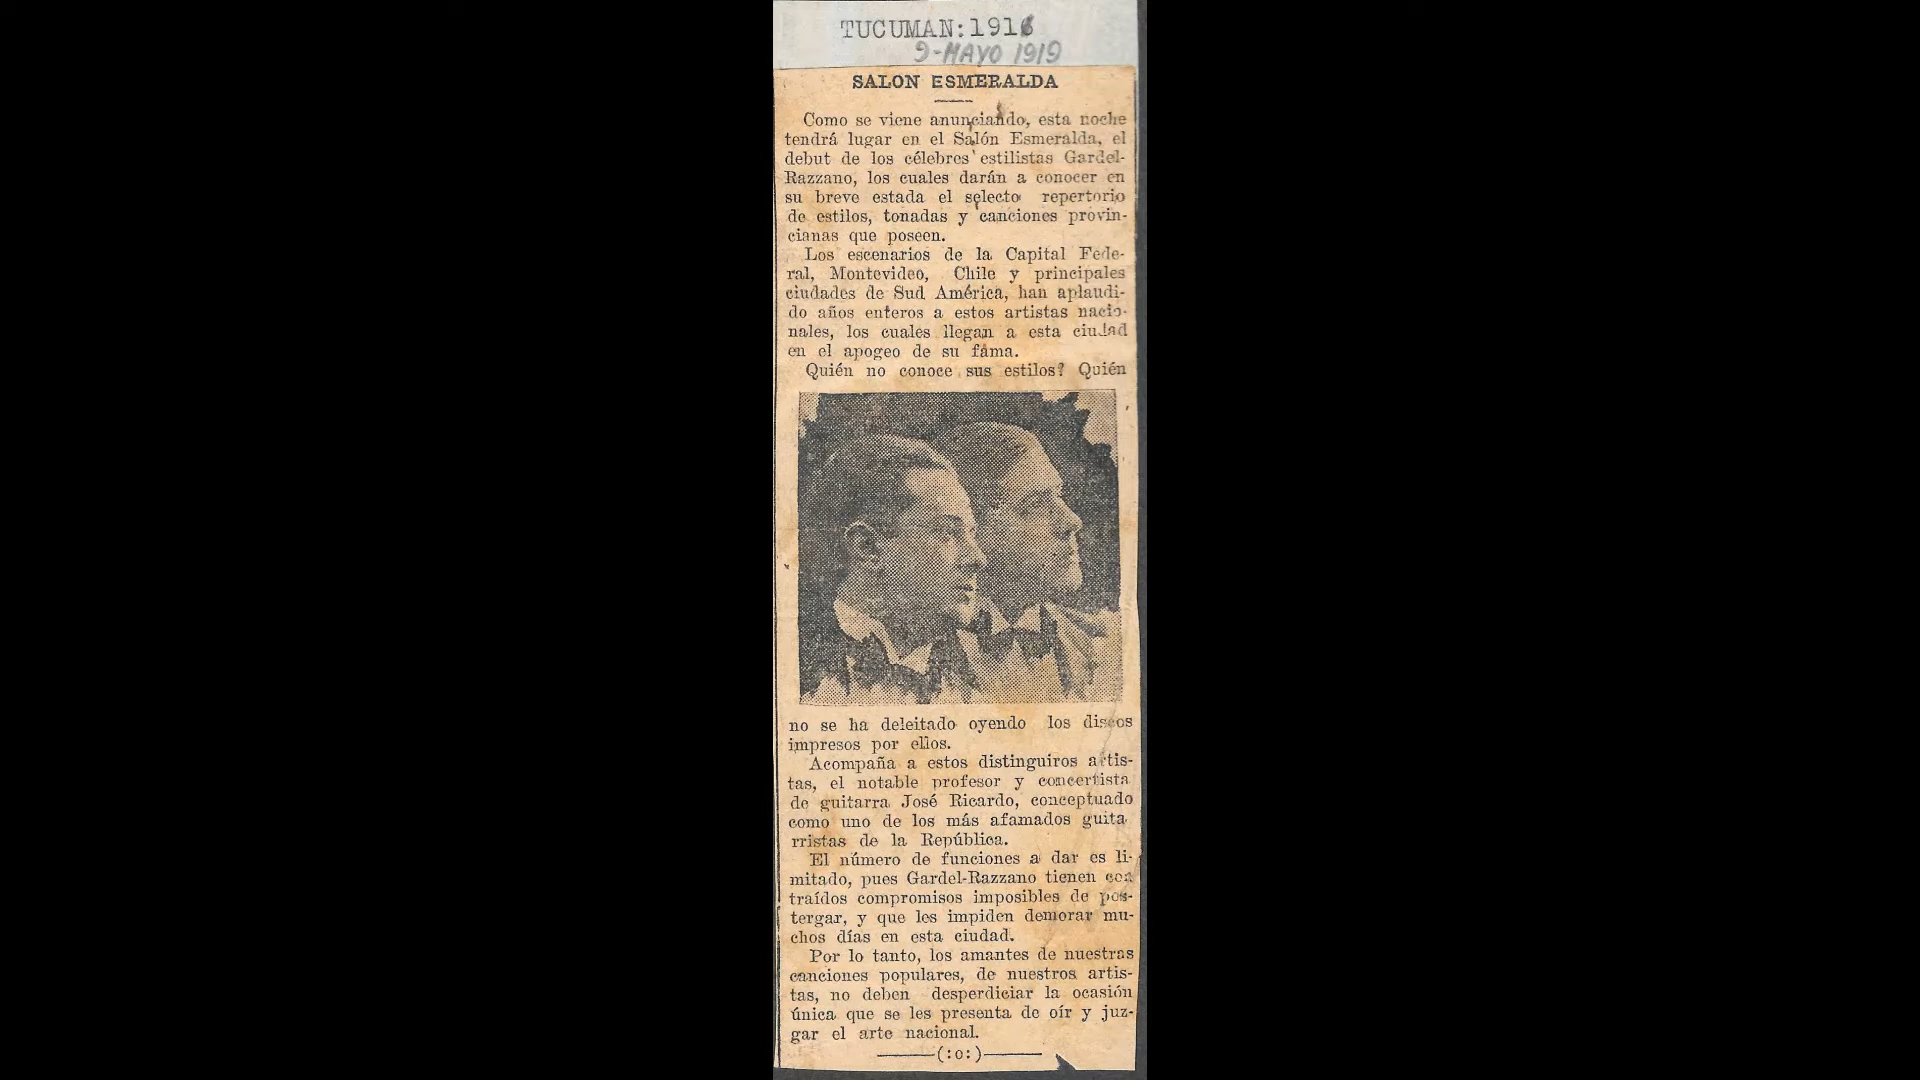 TUCUMAN:1916
9-MAYO 1919
SALON ESMERALDA
Como se viene anunciando, esta noche
tendrá lugar en el Salón Esmeralda, el
debut de los célebres estilistas Gardel-
Razzano, los cuales darán a conocer en
su breve estada el selecto repertorio
de estilos, tonadas y canciones provin-
cianas que poseen.
Los escenarios de la Capital Fede-
ral, Montevideo, Chile y principales
ciudades de Sud América, han aplaudi-
do años enteros a estos artistas nacio-
nales, los cuales llegan a esta ciudad
en el apogeo de su fama.
Quién no conoce sus estilos? Quién
no se ha deleitado oyendo los discos
impresos por ellos.
Acompaña a estos distinguiros artis-
tas, el notable profesor y concertista
de guitarra José Ricardo, conceptuado
como uno de los más afamados guita
rristas de la República.
El número de funciones a dar es li-
mitado, pues Gardel-Razzano tienen con
traídos compromisos imposibles de pos-
tergar, y que les impiden demorar mu-
chos días en esta ciudad.
Por lo tanto, los amantes de nuestras
canciones populares, de nuestros artis-
tas, no deben desperdiciar la ocasión
única que se les presenta de oír y juz-
gar el arte nacional.
——(:o:)——